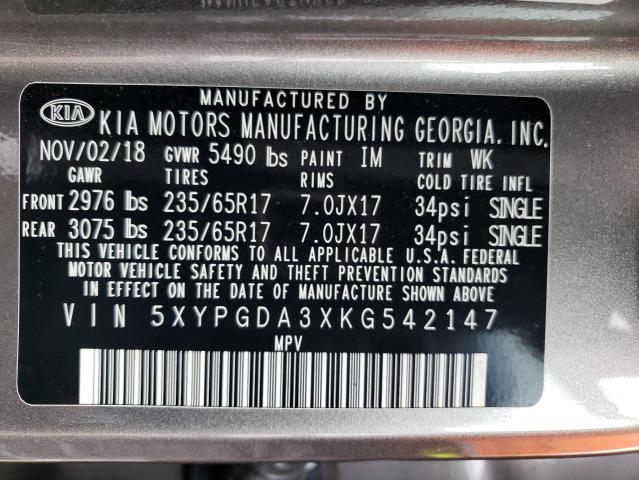 MANUFACTURED BY
KIA KIA MOTORS MANUFACTURING GEORGIA, INC.
NOV/02/18 GVWR 5490 lbs PAINT IM TRIM WK
GAWR TIRES RIMS COLD TIRE INFL
FRONT 2976 lbs 235/65R17 7.0JX17 34psi SINGLE
REAR 3075 lbs 235/65R17 7.0JX17 34psi SINGLE
THIS VEHICLE CONFORMS TO ALL APPLICABLE U.S.A. FEDERAL
MOTOR VEHICLE SAFETY AND THEFT PREVENTION STANDARDS
IN EFFECT ON THE DATE OF MANUFACTURE SHOWN ABOVE.
VIN 5XYPGDA3XKG542147
MPV